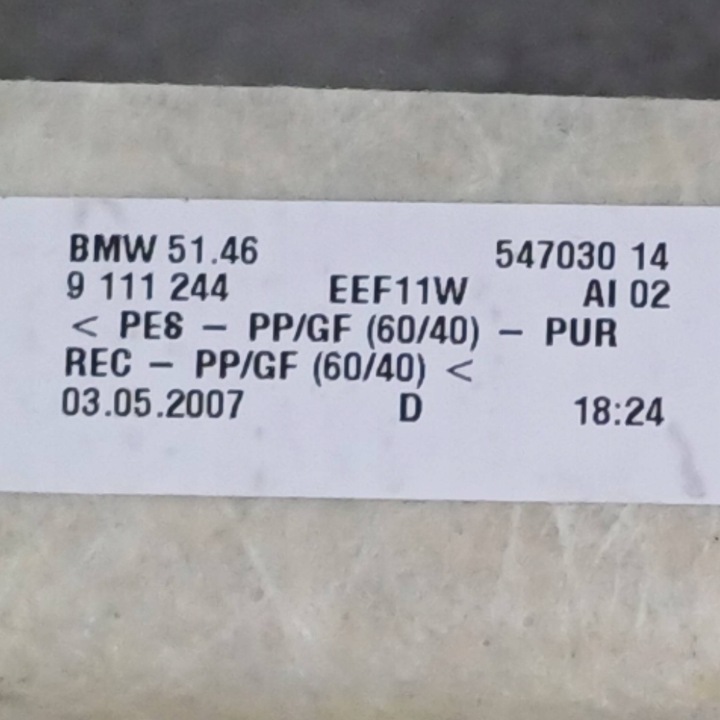 BMW 51.46 547030 14
9 111 244 EEF11W AI 02
< PES - PP/GF (60/40) - PUR
REC - PP/GF (60/40) <
03.05.2007 D 18:24